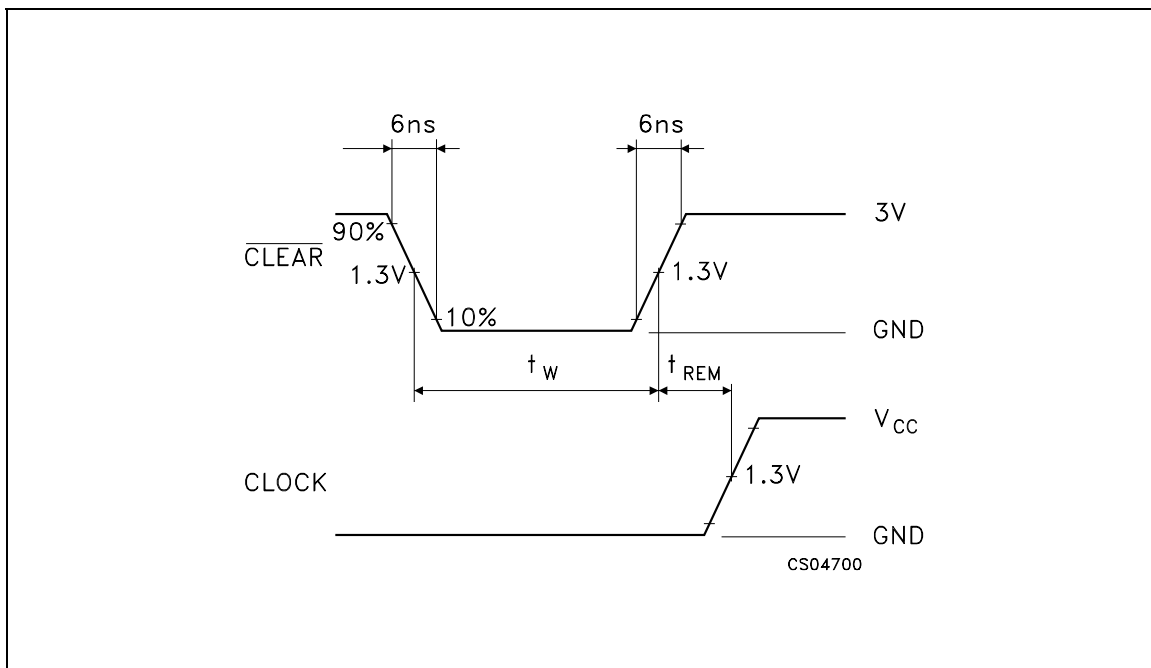 6ns 6ns
3V
90%
CLEAR
1.3V 1.3V
10%
GND
tW tREM
VCC
1.3V
CLOCK
GND
CS04700